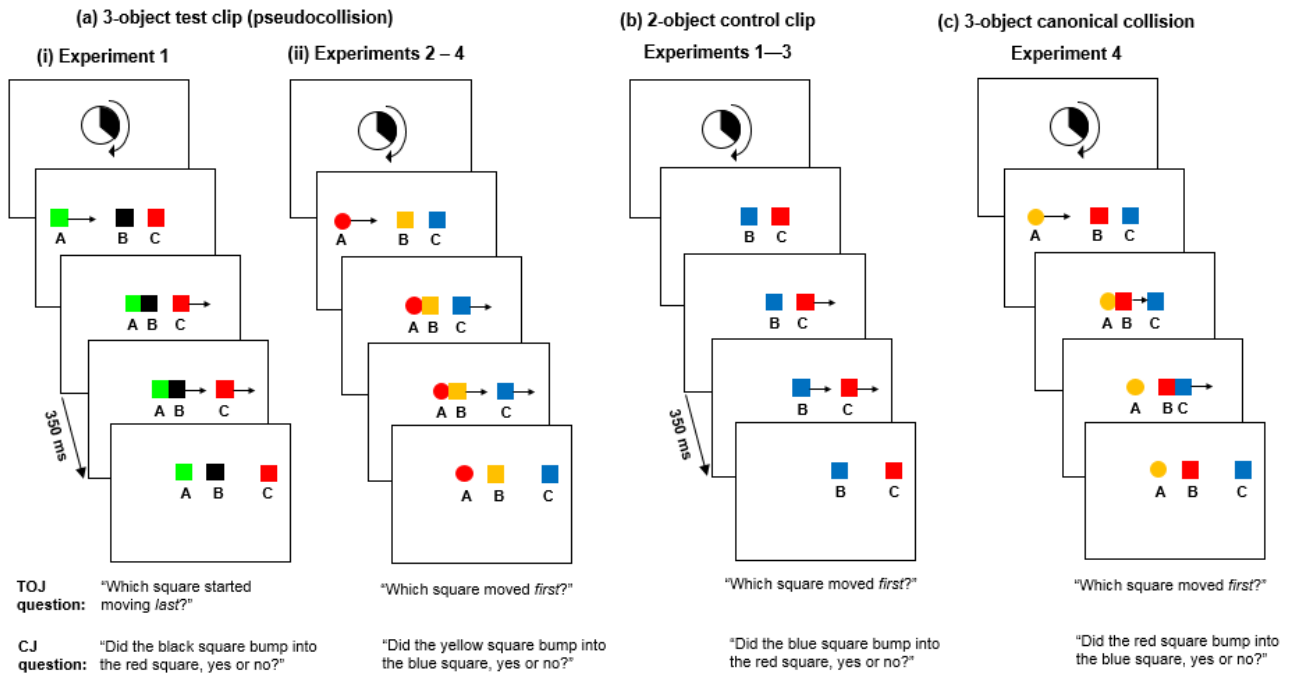 (a) 3-object test clip (pseudocollision)
(b) 2-object control clip
(c) 3-object canonical collision
(i) Experiment 1
(ii) Experiments 2 – 4
Experiments 1—3
Experiment 4
A B C
A B C
A B C
A B C
350 ms
A B C
A B C
A B C
A B C
B C
B C
B C
350 ms
B C
A B C
A B C
A B C
A B C
TOJ question:
"Which square started
moving last?"
"Which square moved first?"
"Which square moved first?"
"Which square moved first?"
CJ question:
"Did the black square bump into
the red square, yes or no?"
"Did the yellow square bump into
the blue square, yes or no?"
"Did the blue square bump into
the red square, yes or no?"
"Did the red square bump into
the blue square, yes or no?"